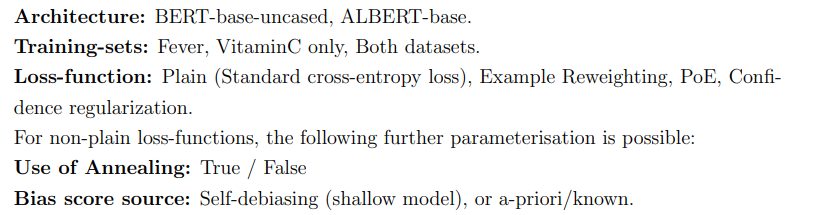 Architecture: BERT-base-uncased, ALBERT-base.
Training-sets: Fever, VitaminC only, Both datasets.
Loss-function: Plain (Standard cross-entropy loss), Example Reweighting, PoE, Confi-
dence regularization.
For non-plain loss-functions, the following further parameterisation is possible:
Use of Annealing: True / False
Bias score source: Self-debiasing (shallow model), or a-priori/known.